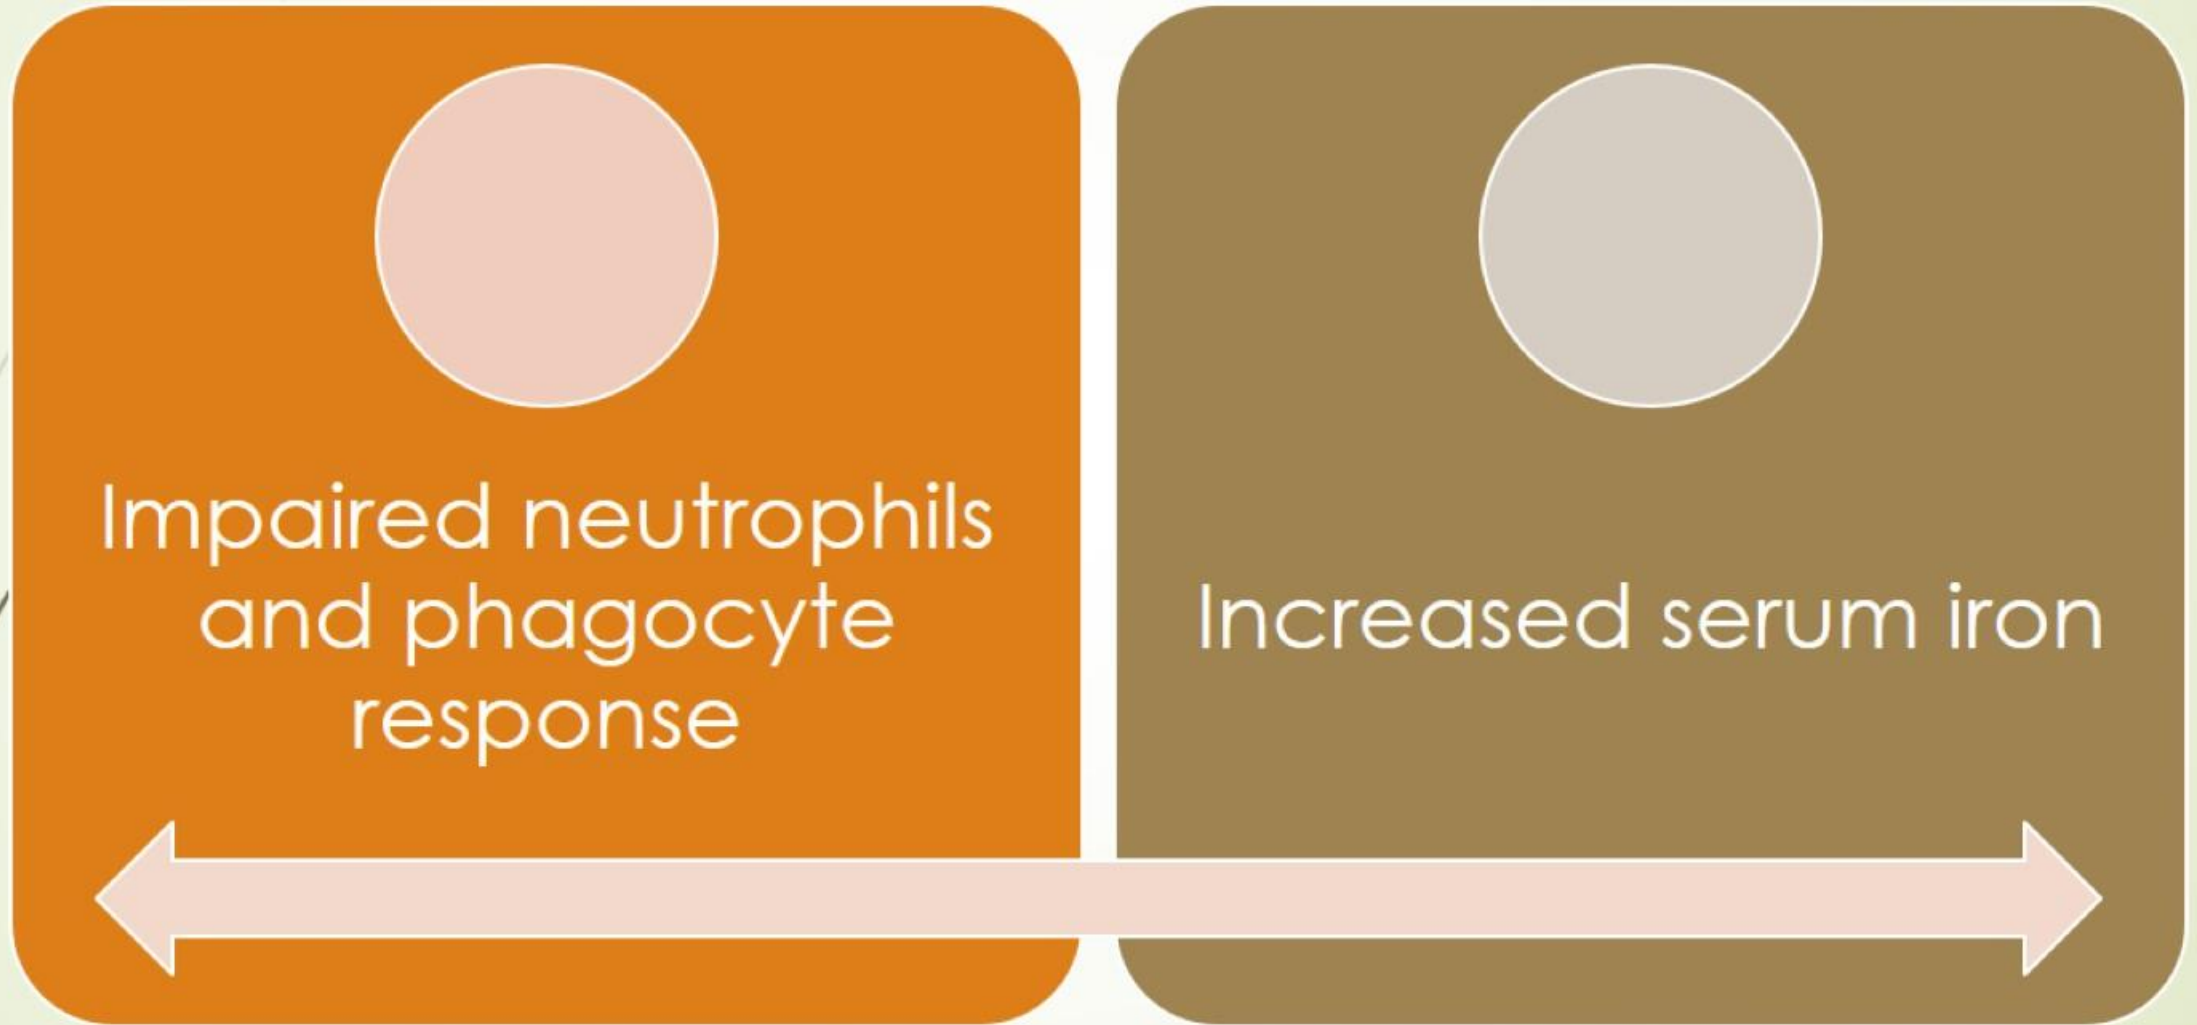 Impaired neutrophils
and phagocyte
response
Increased serum iron